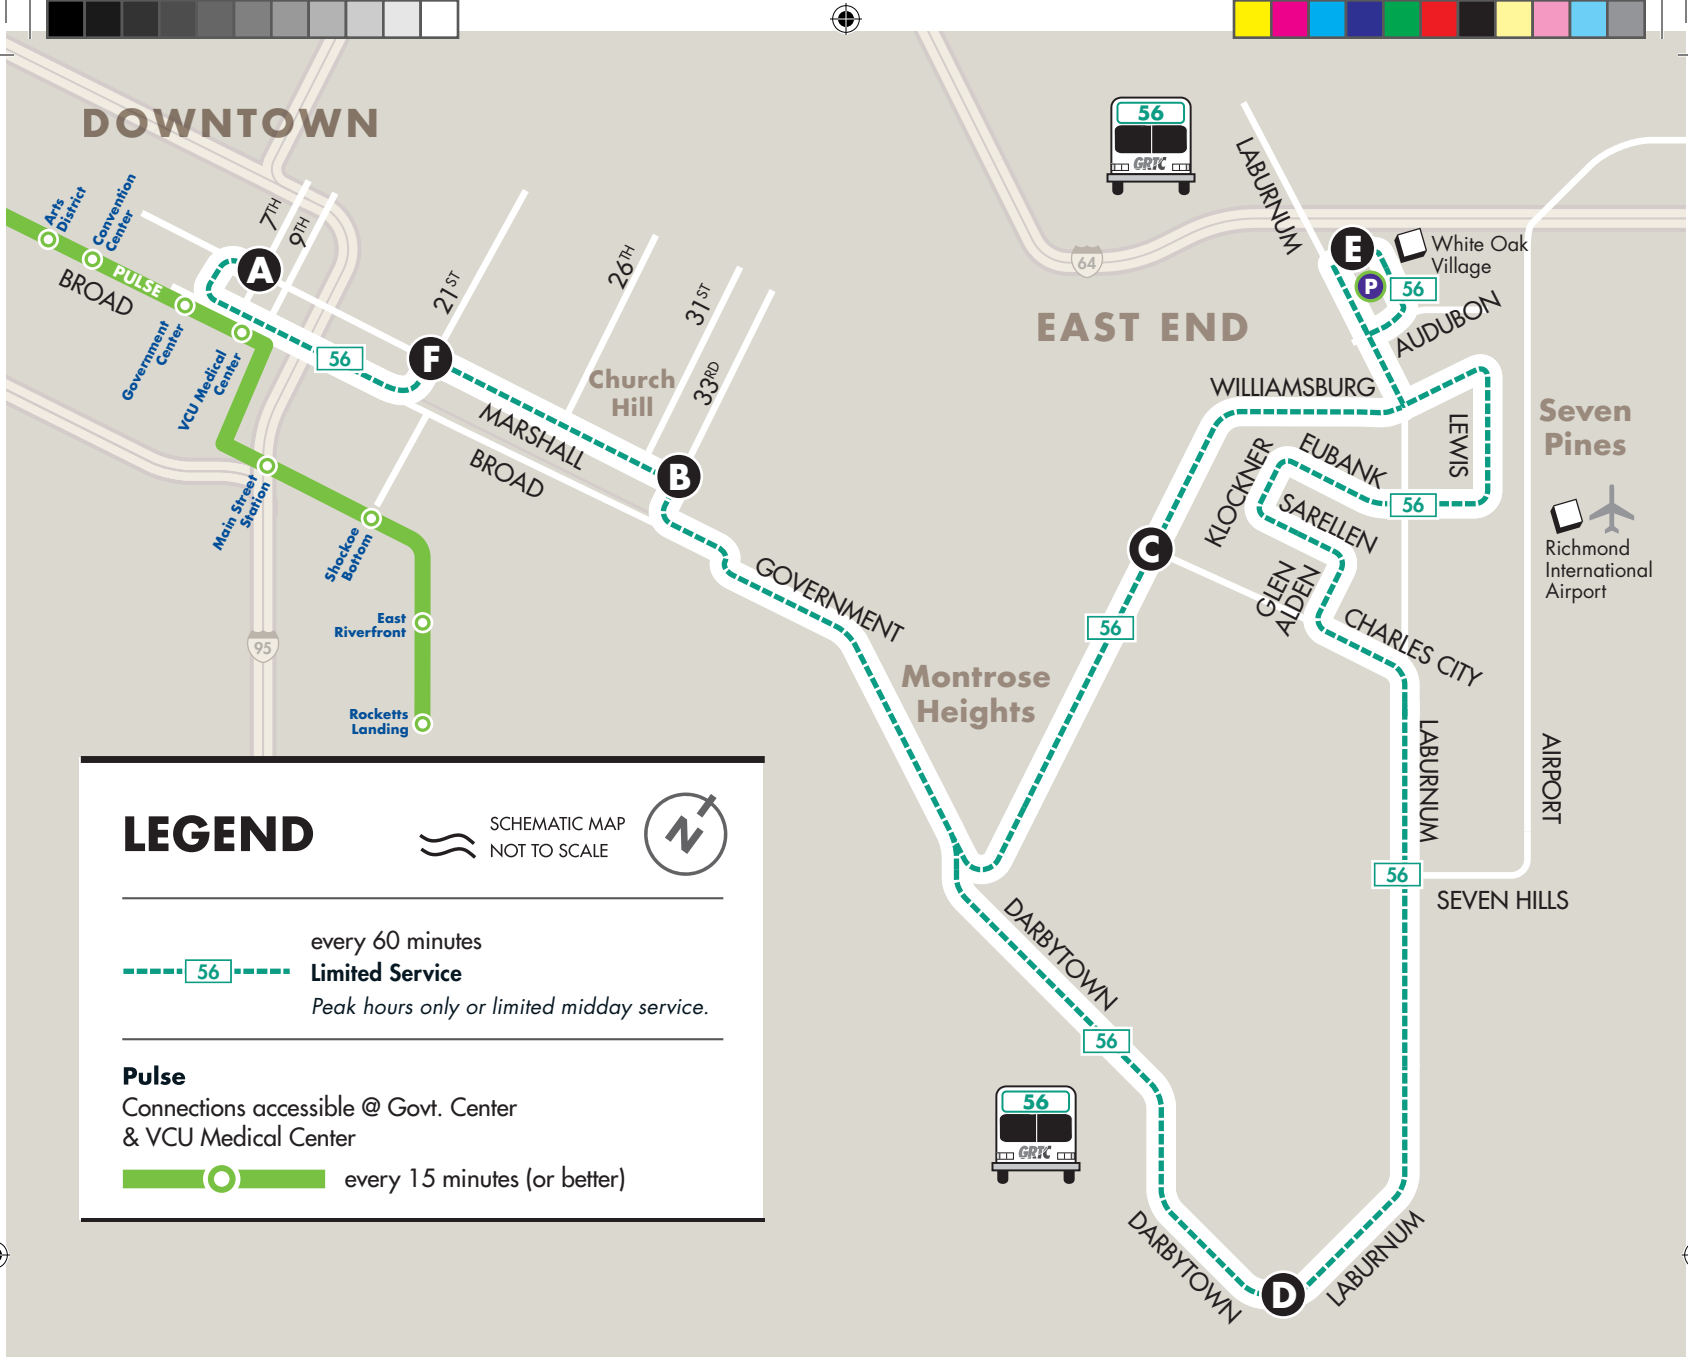 DOWNTOWN
56
GRTC
LABURNUM
Arts
District
Convention
Center
7TH
9TH
A
PULSE
BROAD
Government
Center
VCU Medical
Center
56
21ST
26TH
31ST
33RD
F
Church
Hill
MARSHALL
BROAD
B
64
E
P
White Oak
Village
56
AUDUBON
EAST END
WILLIAMSBURG
LEWIS
Seven
Pines
KLOCKNER
EUBANK
56
SARELLEN
Richmond
International
Airport
C
GLEN
ALDEN
CHARLES CITY
Main Street
Station
Shockoe
Bottom
GOVERNMENT
56
East
Riverfront
95
Montrose
Heights
Rocketts
Landing
LABURNUM
AIRPORT
56
SEVEN HILLS
LEGEND
SCHEMATIC MAP
NOT TO SCALE
N
every 60 minutes
56
Limited Service
Peak hours only or limited midday service.
Pulse
Connections accessible @ Govt. Center
& VCU Medical Center
every 15 minutes (or better)
DARBYTOWN
56
56
GRTC
DARBYTOWN
D
LABURNUM